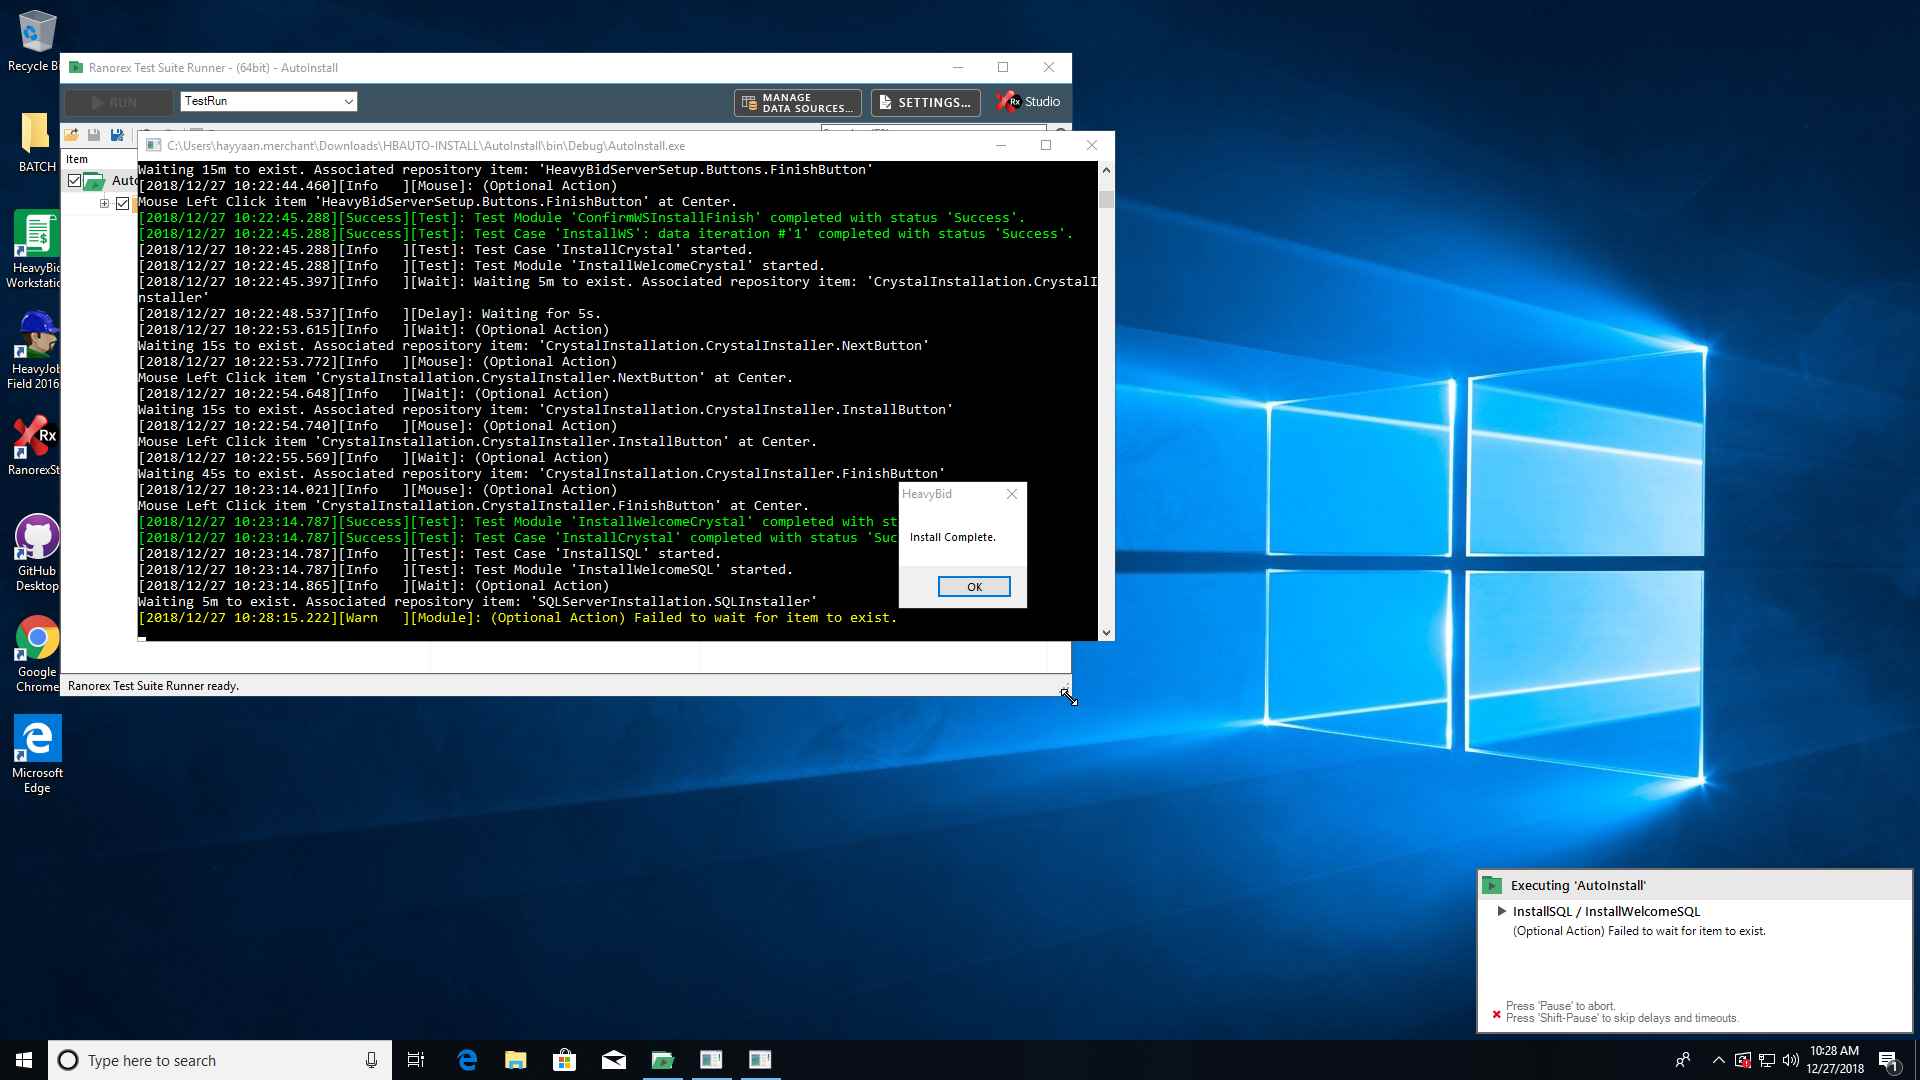 Recycle Bi
BATCH
HeavyBid
Workstatio
HeavyJob
Field 2016
RanorexSt
GitHub
Desktop
Google
Chrome
Microsoft
Edge
Ranorex Test Suite Runner - (64bit) - AutoInstall
RUN
TestRun
MANAGE
DATA SOURCES...
SETTINGS...
Rx Studio
Item
Auto
C:\Users\hayyaan.merchant\Downloads\HBAUTO-INSTALL\AutoInstall\bin\Debug\AutoInstall.exe
Waiting 15m to exist. Associated repository item: 'HeavyBidServerSetup.Buttons.FinishButton'
[2018/12/27 10:22:44.460][Info   ][Mouse]: (Optional Action)
Mouse Left Click item 'HeavyBidServerSetup.Buttons.FinishButton' at Center.
[2018/12/27 10:22:45.288][Success][Test]: Test Module 'ConfirmWSInstallFinish' completed with status 'Success'.
[2018/12/27 10:22:45.288][Success][Test]: Test Case 'InstallWS': data iteration #'1' completed with status 'Success'.
[2018/12/27 10:22:45.288][Info   ][Test]: Test Case 'InstallCrystal' started.
[2018/12/27 10:22:45.288][Info   ][Test]: Test Module 'InstallWelcomeCrystal' started.
[2018/12/27 10:22:45.397][Info   ][Wait]: Waiting 5m to exist. Associated repository item: 'CrystalInstallation.CrystalI
nstaller'
[2018/12/27 10:22:48.537][Info   ][Delay]: Waiting for 5s.
[2018/12/27 10:22:53.615][Info   ][Wait]: (Optional Action)
Waiting 15s to exist. Associated repository item: 'CrystalInstallation.CrystalInstaller.NextButton'
[2018/12/27 10:22:53.772][Info   ][Mouse]: (Optional Action)
Mouse Left Click item 'CrystalInstallation.CrystalInstaller.NextButton' at Center.
[2018/12/27 10:22:54.648][Info   ][Wait]: (Optional Action)
Waiting 15s to exist. Associated repository item: 'CrystalInstallation.CrystalInstaller.InstallButton'
[2018/12/27 10:22:54.740][Info   ][Mouse]: (Optional Action)
Mouse Left Click item 'CrystalInstallation.CrystalInstaller.InstallButton' at Center.
[2018/12/27 10:22:55.569][Info   ][Wait]: (Optional Action)
Waiting 45s to exist. Associated repository item: 'CrystalInstallation.CrystalInstaller.FinishButton'
[2018/12/27 10:23:14.021][Info   ][Mouse]: (Optional Action)
Mouse Left Click item 'CrystalInstallation.CrystalInstaller.FinishButton' at Center.
[2018/12/27 10:23:14.787][Success][Test]: Test Module 'InstallWelcomeCrystal' completed with st
[2018/12/27 10:23:14.787][Success][Test]: Test Case 'InstallCrystal' completed with status 'Suc
[2018/12/27 10:23:14.787][Info   ][Test]: Test Case 'InstallSQL' started.
[2018/12/27 10:23:14.787][Info   ][Test]: Test Module 'InstallWelcomeSQL' started.
[2018/12/27 10:23:14.865][Info   ][Wait]: (Optional Action)
Waiting 5m to exist. Associated repository item: 'SQLServerInstallation.SQLInstaller'
[2018/12/27 10:28:15.222][Warn   ][Module]: (Optional Action) Failed to wait for item to exist.
HeavyBid
Install Complete.
OK
Ranorex Test Suite Runner ready.
Executing 'AutoInstall'
InstallSQL / InstallWelcomeSQL
(Optional Action) Failed to wait for item to exist.
Press 'Pause' to abort.
Press 'Shift-Pause' to skip delays and timeouts.
Type here to search
10:28 AM
12/27/2018
1